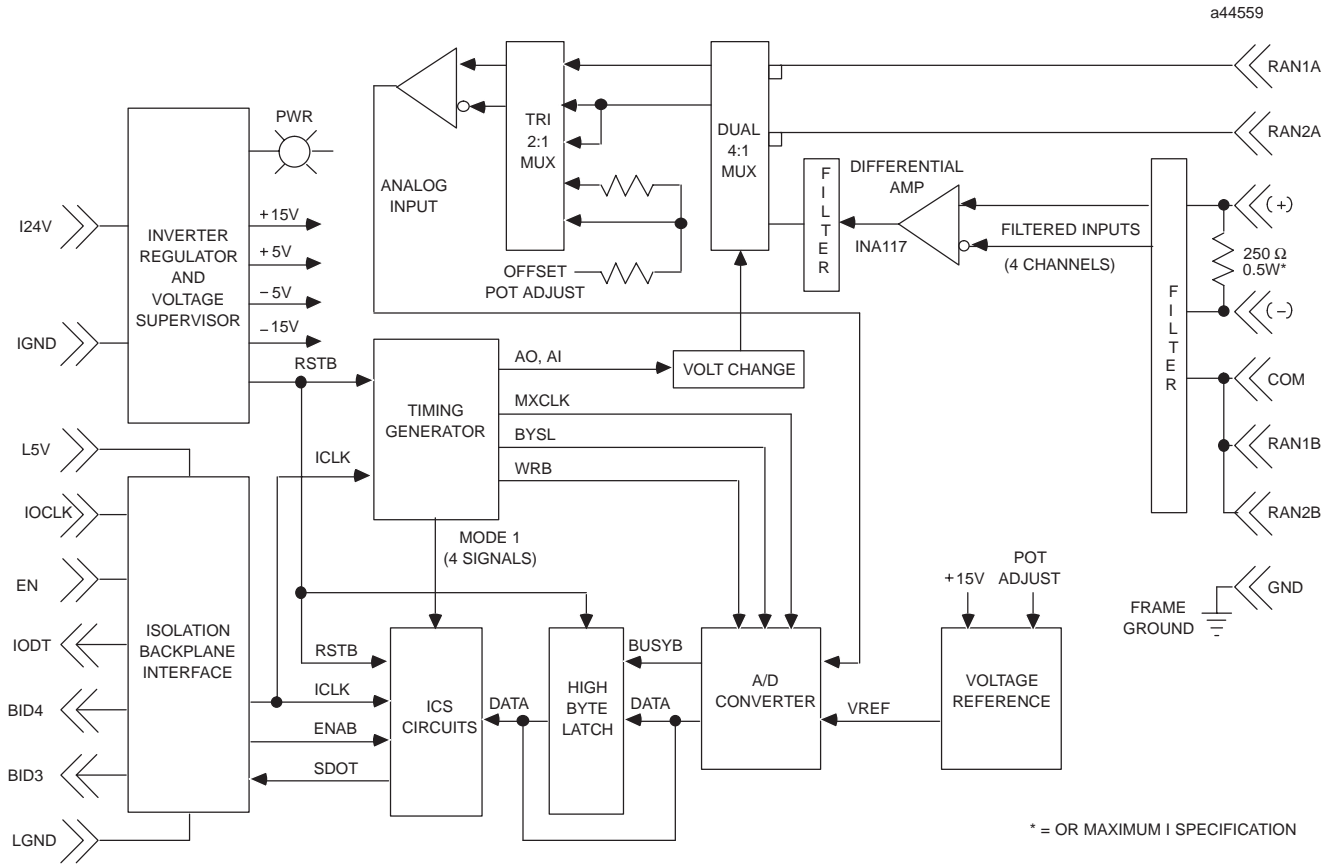 a44559
RAN1A
PWR
TRI
2:1
MUX
DUAL
4:1
MUX
RAN2A
ANALOG
INPUT
FILTER
DIFFERENTIAL
AMP
I24V
+15V
INVERTER
REGULATOR
AND
VOLTAGE
SUPERVISOR
+5V
−5V
−15V
INA117
FILTERED INPUTS
(4 CHANNELS)
(+)
250 Ω
0.5W*
(−)
OFFSET
POT ADJUST
FILTER
IGND
RSTB
AO, AI
VOLT CHANGE
COM
TIMING
GENERATOR
MXCLK
BYSL
WRB
L5V
ICLK
RAN1B
IOCLK
RAN2B
MODE 1
(4 SIGNALS)
EN
+15V
POT
ADJUST
GND
FRAME
GROUND
IODT
ISOLATION
BACKPLANE
INTERFACE
RSTB
BUSYB
ICLK
ICS
CIRCUITS
DATA
HIGH
BYTE
LATCH
DATA
A/D
CONVERTER
VREF
VOLTAGE
REFERENCE
BID4
ENAB
SDOT
BID3
LGND
* = OR MAXIMUM I SPECIFICATION